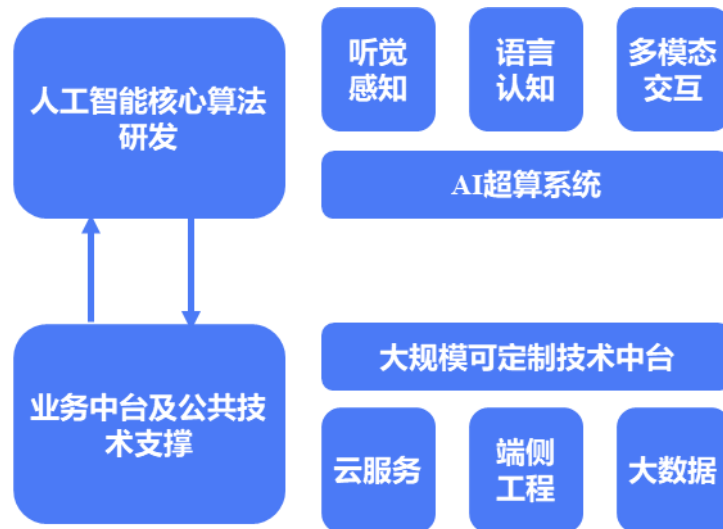 人工智能核心算法
研发
听觉
感知
语言
认知
多模态
交互
AI超算系统
业务中台及公共技
术支撑
大规模可定制技术中台
云服务
端侧
工程
大数据